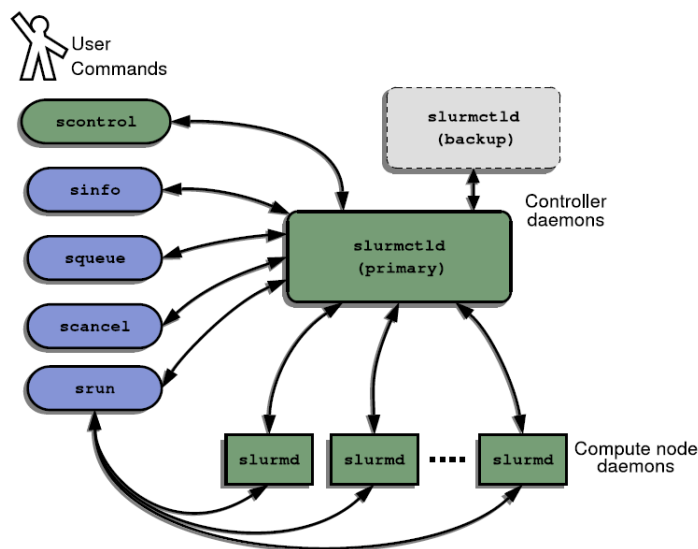 User
Commands
scontrol
slurmctld
(backup)
sinfo
Controller
daemons
squeue
slurmctld
(primary)
scancel
srun
slurmd
slurmd
slurmd
Compute node
daemons